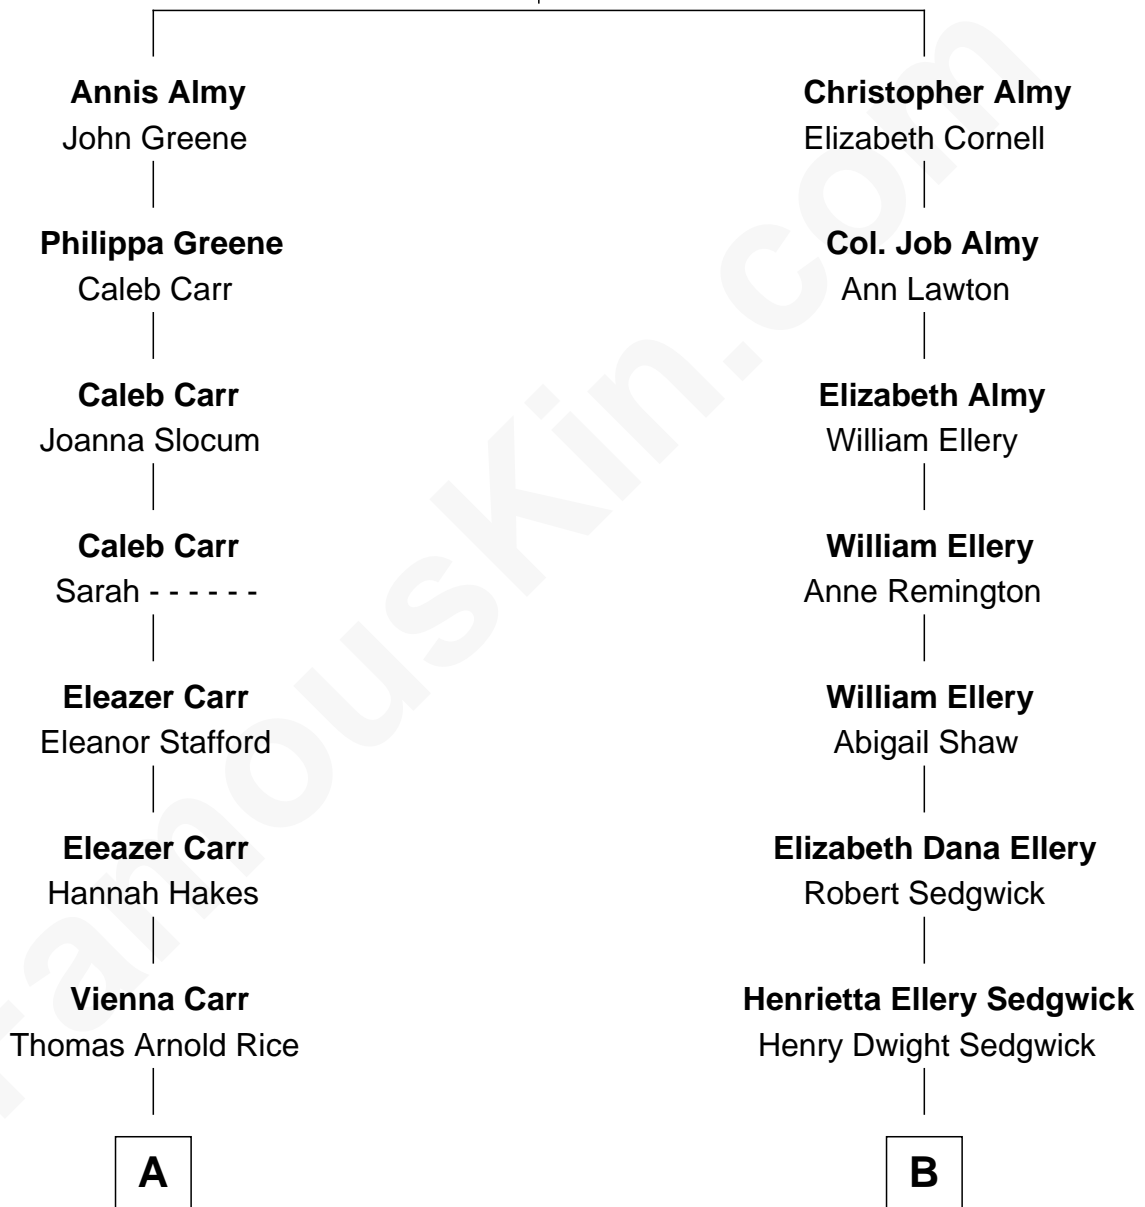 Annis Almy
John Greene
Christopher Almy
Elizabeth Cornell
Philippa Greene
Caleb Carr
Col. Job Almy
Ann Lawton
Caleb Carr
Joanna Slocum
Elizabeth Almy
William Ellery
Caleb Carr
Sarah - - - - - -
William Ellery
Anne Remington
Eleazer Carr
Eleanor Stafford
William Ellery
Abigail Shaw
Eleazer Carr
Hannah Hakes
Elizabeth Dana Ellery
Robert Sedgwick
Vienna Carr
Thomas Arnold Rice
Henrietta Ellery Sedgwick
Henry Dwight Sedgwick
A
B
FamousKin.com